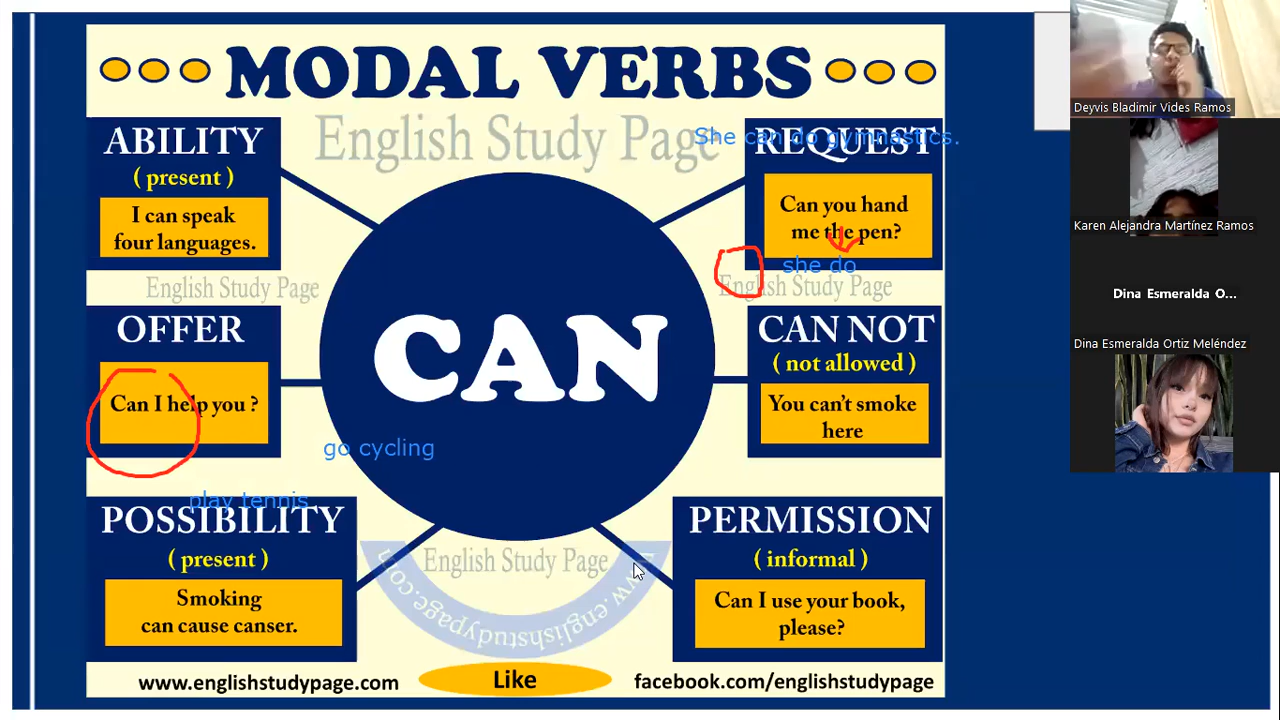 MODAL VERBS
English Study Page
ABILITY
( present )
I can speak
four languages.
She can do gymnastics.
REQUEST
Can you hand
me the pen?
she do
English Study Page
English Study Page
OFFER
Can I help you ?
CAN
CAN NOT
( not allowed )
You can't smoke
here
go cycling
play tennis
POSSIBILITY
( present )
Smoking
can cause canser.
English Study Page
www.englishstudypage.com
PERMISSION
( informal )
Can I use your book,
please?
www.englishstudypage.com
Like
facebook.com/englishstudypage
Deyvis Bladimir Vides Ramos
Karen Alejandra Martínez Ramos
Dina Esmeralda O...
Dina Esmeralda Ortiz Meléndez